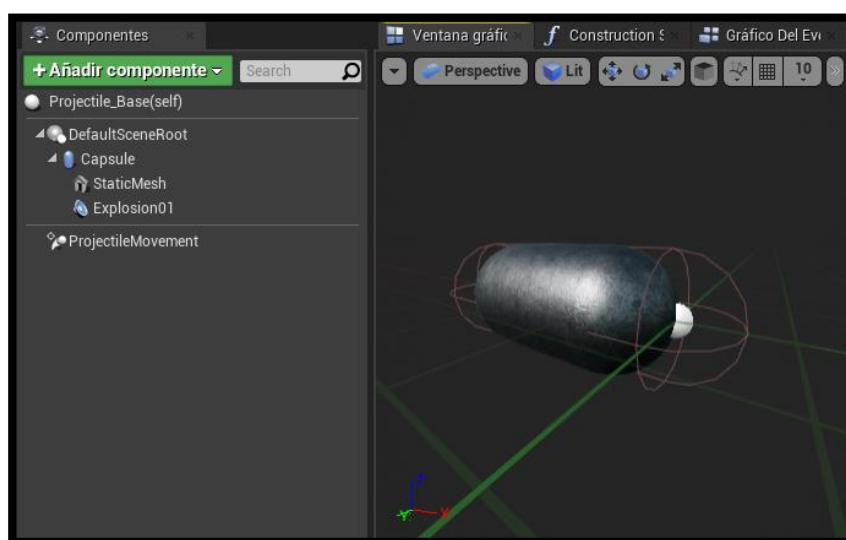 Componentes
Ventana gráfic
Construction S
Gráfico Del Eve
+Añadir componente
Search
Perspective
Lit
10
Projectile_Base(self)
DefaultSceneRoot
Capsule
StaticMesh
Explosion01
ProjectileMovement
Z
Y
X